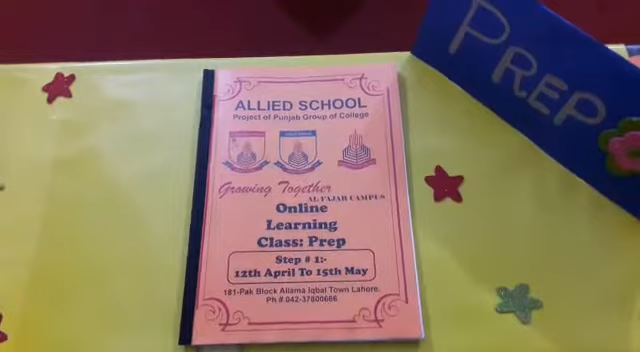 PREP
ALLIED SCHOOL
Project of Punjab Group of College
Growing Together
AL FAJAR CAMPUS
Online
Learning
Class: Prep
Step # 1:-
12th April To 15th May
181-Pak Block Allama Iqbal Town Lahore.
Ph # 042-37800666